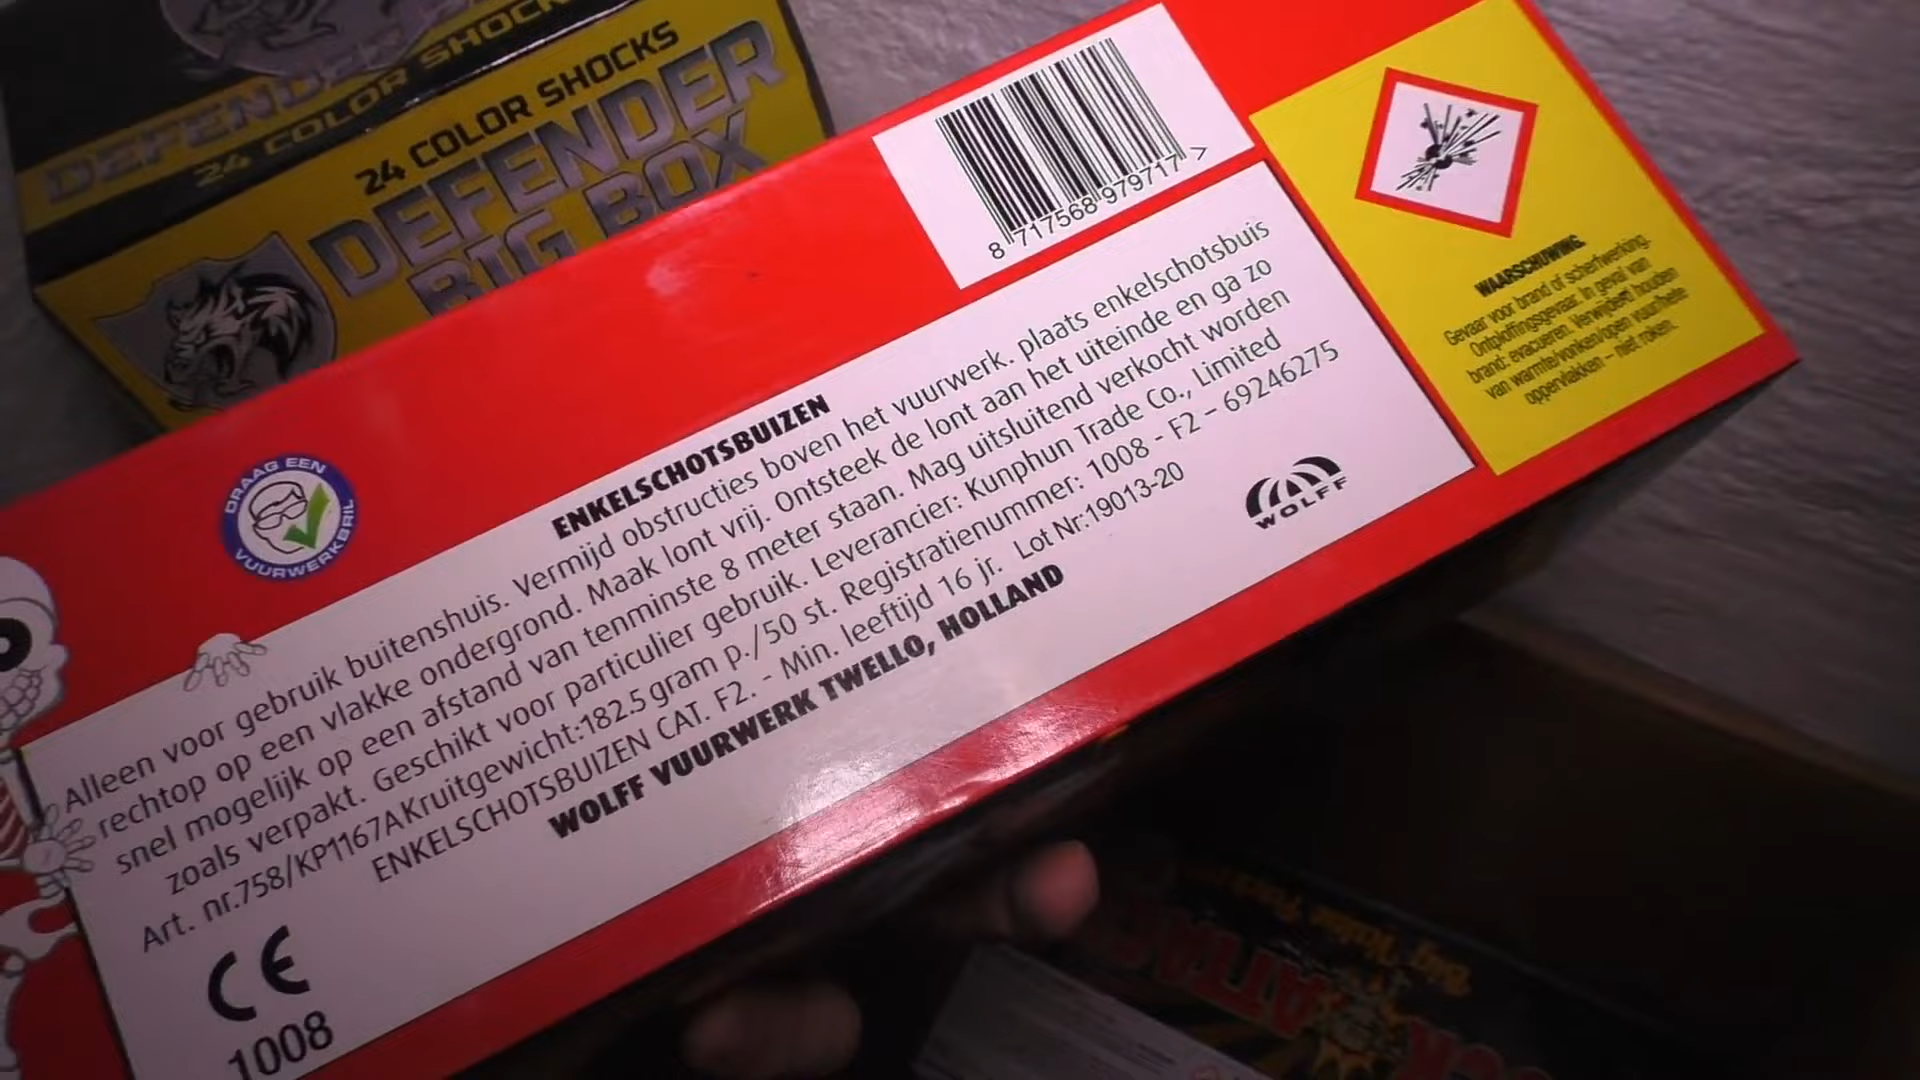 DEFENDER
24 COLOR SHOCKS
24 COLOR SHOCKS
DEFENDER
BIG BOX
8 717568 979717 >
WAARSCHUWING.
Gevaar voor brand of scherfwerking.
Ontploffingsgevaar. In geval van
brand: evacueren. Verwijderd houden
van warmte/vonken/open vuur/hete
oppervlakken – niet roken.
DRAAG EEN
VUURWERKBRIL
ENKELSCHOTSBUIZEN
Alleen voor gebruik buitenshuis. Vermijd obstructies boven het vuurwerk. plaats enkelschotsbuis
rechtop op een vlakke ondergrond. Maak lont vrij. Ontsteek de lont aan het uiteinde en ga zo
snel mogelijk op een afstand van tenminste 8 meter staan. Mag uitsluitend verkocht worden
zoals verpakt. Geschikt voor particulier gebruik. Leverancier: Kunphun Trade Co., Limited
Art. nr.758/KP1167AKruitgewicht:182.5 gram p./50 st. Registratienummer: 1008 - F2 – 69246275
ENKELSCHOTSBUIZEN CAT. F2. - Min. leeftijd 16 jr. Lot Nr:19013-20
WOLFF VUURWERK TWELLO, HOLLAND
WOLFF
CE
1008